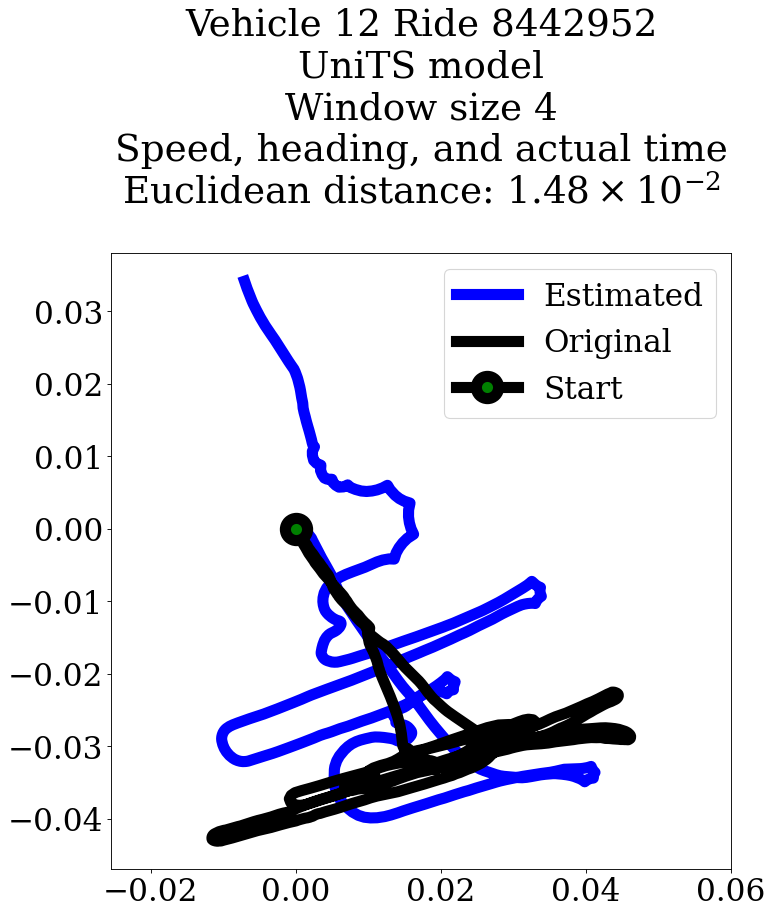 Vehicle 12 Ride 8442952
UniTS model
Window size 4
Speed, heading, and actual time
Euclidean distance: 1.48 × 10⁻²
Estimated
Original
Start
0.03
0.02
0.01
0.00
−0.01
−0.02
−0.03
−0.04
−0.02
0.00
0.02
0.04
0.06